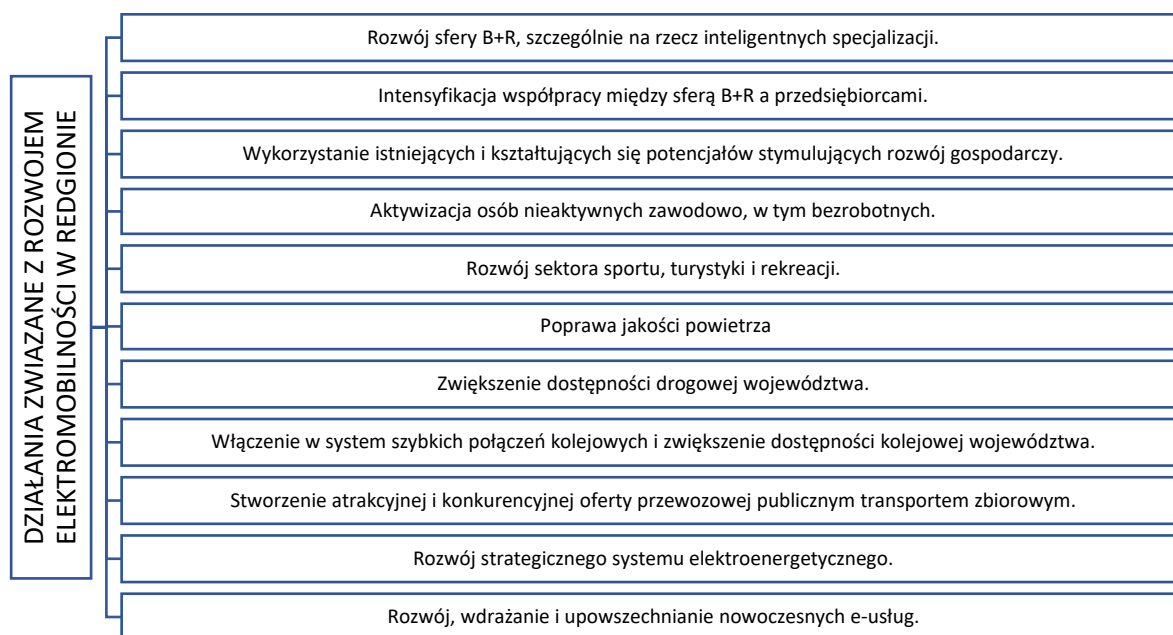 DZIAŁANIA ZWIAZANE Z ROZWOJEM
ELEKTROMOBILNOŚCI W REDGIONIE
Rozwój sfery B+R, szczególnie na rzecz inteligentnych specjalizacji.
Intensyfikacja współpracy między sferą B+R a przedsiębiorcami.
Wykorzystanie istniejących i kształtujących się potencjałów stymulujących rozwój gospodarczy.
Aktywizacja osób nieaktywnych zawodowo, w tym bezrobotnych.
Rozwój sektora sportu, turystyki i rekreacji.
Poprawa jakości powietrza
Zwiększenie dostępności drogowej województwa.
Włączenie w system szybkich połączeń kolejowych i zwiększenie dostępności kolejowej województwa.
Stworzenie atrakcyjnej i konkurencyjnej oferty przewozowej publicznym transportem zbiorowym.
Rozwój strategicznego systemu elektroenergetycznego.
Rozwój, wdrażanie i upowszechnianie nowoczesnych e-usług.